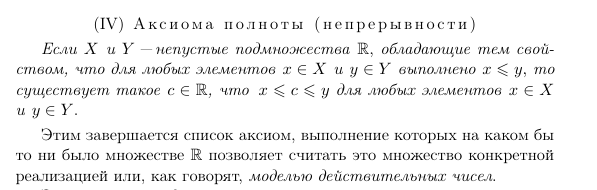 (IV) Аксиома полноты (непрерывности)
Если X и Y — непустые подмножества ℝ, обладающие тем свой-
ством, что для любых элементов x ∈ X и y ∈ Y выполнено x ⩽ y, то
существует такое c ∈ ℝ, что x ⩽ c ⩽ y для любых элементов x ∈ X
и y ∈ Y.
Этим завершается список аксиом, выполнение которых на каком бы
то ни было множестве ℝ позволяет считать это множество конкретной
реализацией или, как говорят, моделью действительных чисел.